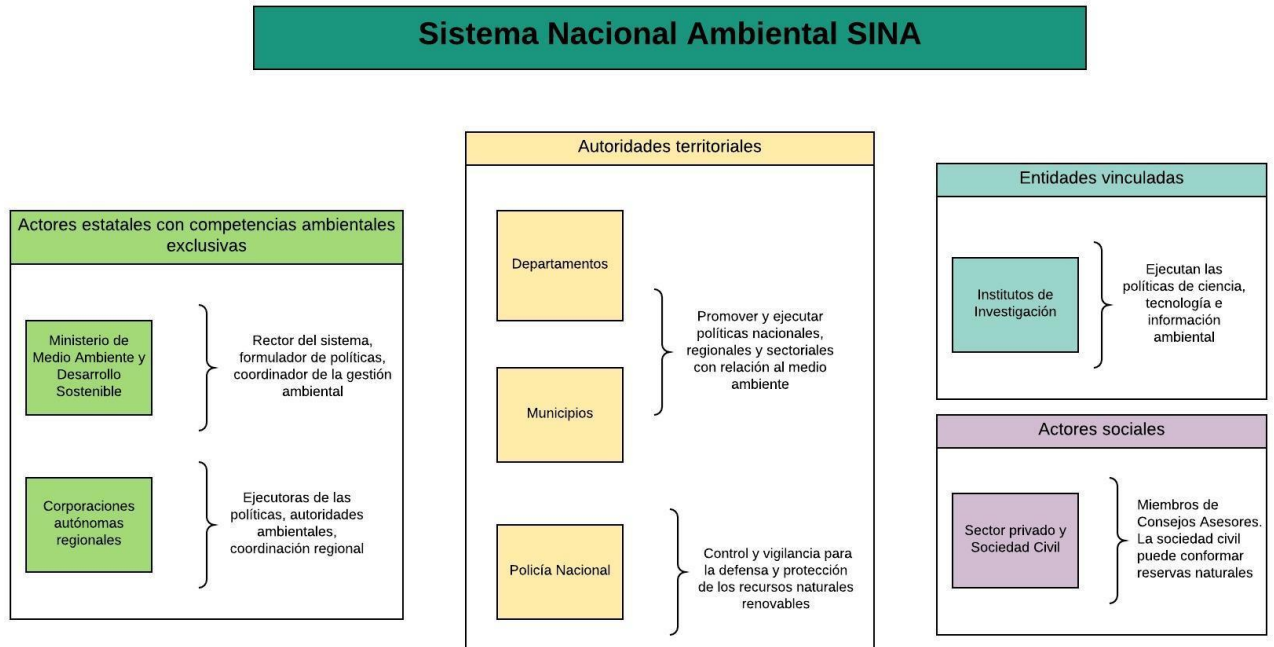 Sistema Nacional Ambiental SINA
Actores estatales con competencias ambientales
exclusivas
Ministerio de
Medio Ambiente y
Desarrollo
Sostenible
Rector del sistema,
formulador de políticas,
coordinador de la gestión
ambiental
Corporaciones
autónomas
regionales
Ejecutoras de las
políticas, autoridades
ambientales,
coordinación regional
Autoridades territoriales
Departamentos
Municipios
Promover y ejecutar
políticas nacionales,
regionales y sectoriales
con relación al medio
ambiente
Policía Nacional
Control y vigilancia para
la defensa y protección
de los recursos naturales
renovables
Entidades vinculadas
Institutos de
Investigación
Ejecutan las
políticas de ciencia,
tecnología e
información
ambiental
Actores sociales
Sector privado y
Sociedad Civil
Miembros de
Consejos Asesores.
La sociedad civil
puede conformar
reservas naturales